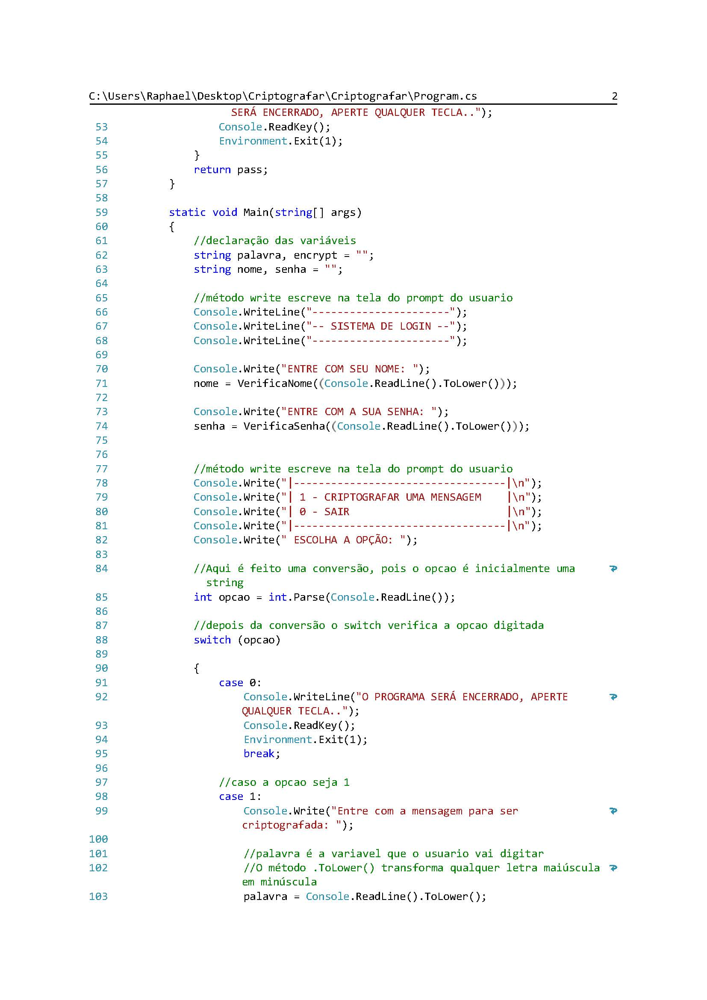 C:\Users\Raphael\Desktop\Criptografar\Criptografar\Program.cs 2
SERÁ ENCERRADO, APERTE QUALQUER TECLA..");
53 Console.ReadKey();
54 Environment.Exit(1);
55 }
56 return pass;
57 }
58
59 static void Main(string[] args)
60 {
61 //declaração das variáveis
62 string palavra, encrypt = "";
63 string nome, senha = "";
64
65 //método write escreve na tela do prompt do usuario
66 Console.WriteLine("----------------------");
67 Console.WriteLine("-- SISTEMA DE LOGIN --");
68 Console.WriteLine("----------------------");
69
70 Console.Write("ENTRE COM SEU NOME: ");
71 nome = VerificaNome((Console.ReadLine().ToLower()));
72
73 Console.Write("ENTRE COM A SUA SENHA: ");
74 senha = VerificaSenha((Console.ReadLine().ToLower()));
75
76
77 //método write escreve na tela do prompt do usuario
78 Console.Write("|----------------------------------|\n");
79 Console.Write("| 1 - CRIPTOGRAFAR UMA MENSAGEM    |\n");
80 Console.Write("| 0 - SAIR                         |\n");
81 Console.Write("|----------------------------------|\n");
82 Console.Write(" ESCOLHA A OPÇÃO: ");
83
84 //Aqui é feito uma conversão, pois o opcao é inicialmente uma
string
85 int opcao = int.Parse(Console.ReadLine());
86
87 //depois da conversão o switch verifica a opcao digitada
88 switch (opcao)
89
90 {
91 case 0:
92 Console.WriteLine("O PROGRAMA SERÁ ENCERRADO, APERTE
QUALQUER TECLA..");
93 Console.ReadKey();
94 Environment.Exit(1);
95 break;
96
97 //caso a opcao seja 1
98 case 1:
99 Console.Write("Entre com a mensagem para ser
criptografada: ");
100
101 //palavra é a variavel que o usuario vai digitar
102 //O método .ToLower() transforma qualquer letra maiúscula
em minúscula
103 palavra = Console.ReadLine().ToLower();